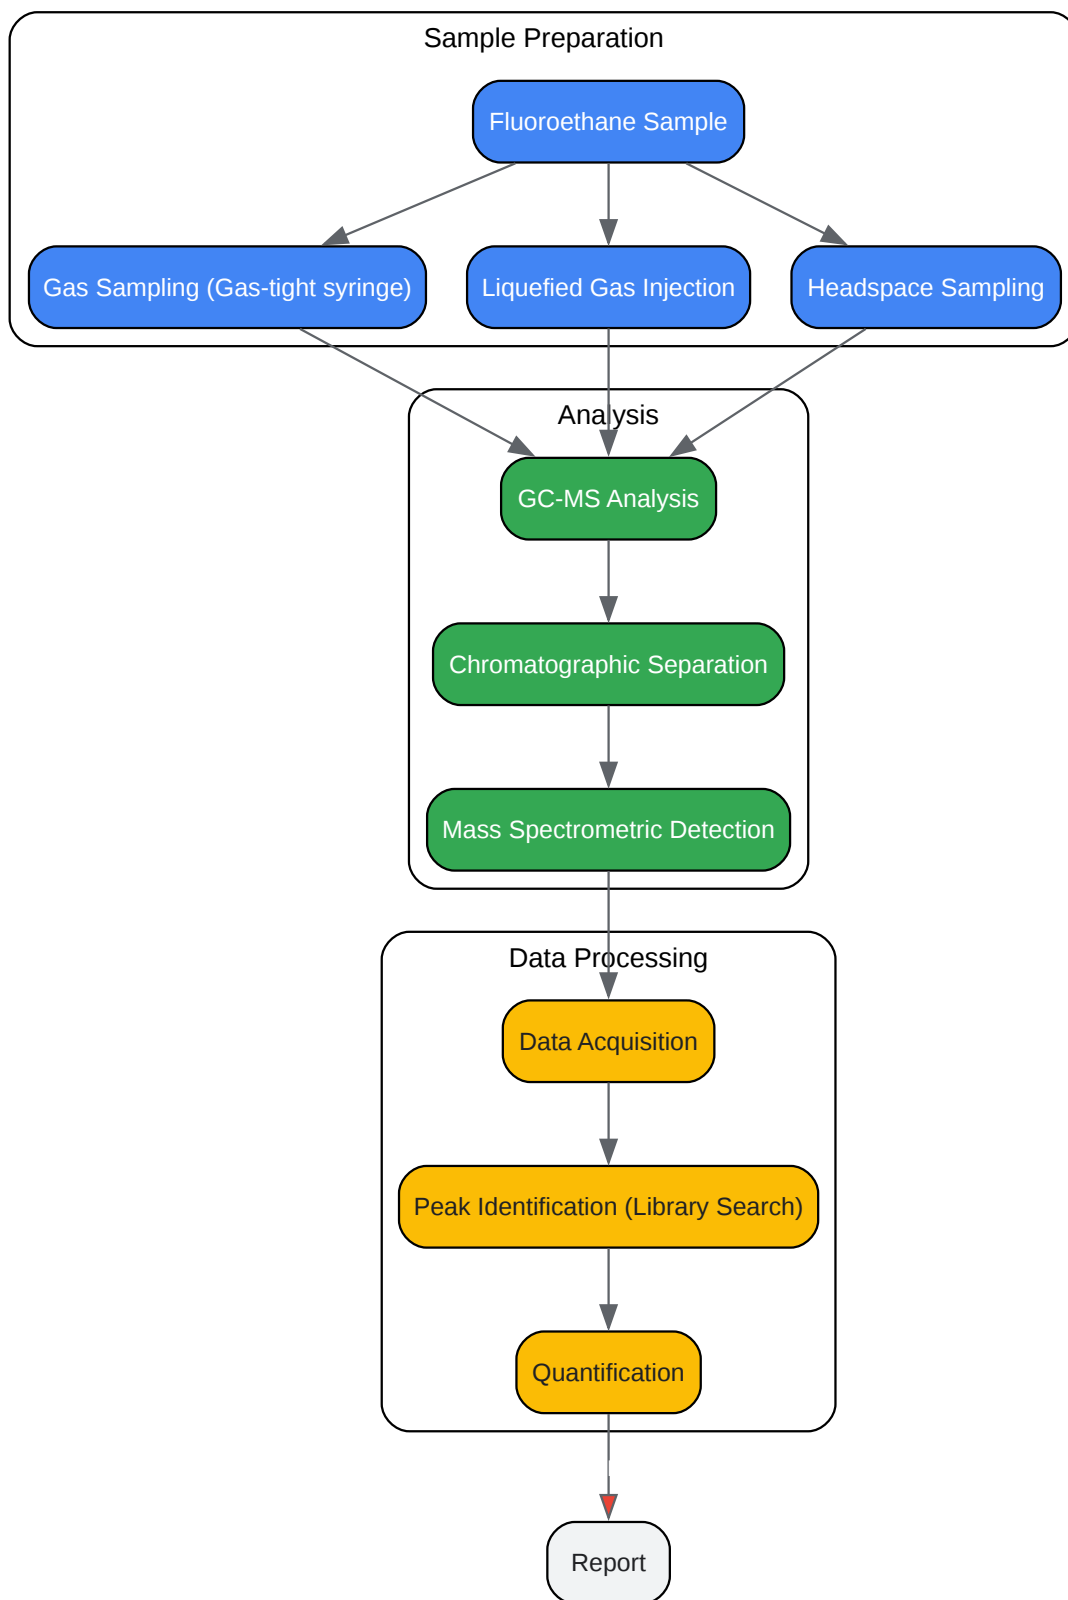 Sample Preparation
Fluoroethane Sample
Gas Sampling (Gas-tight syringe)
Liquefied Gas Injection
Headspace Sampling
Analysis
GC-MS Analysis
Chromatographic Separation
Mass Spectrometric Detection
Data Processing
Data Acquisition
Peak Identification (Library Search)
Quantification
Report